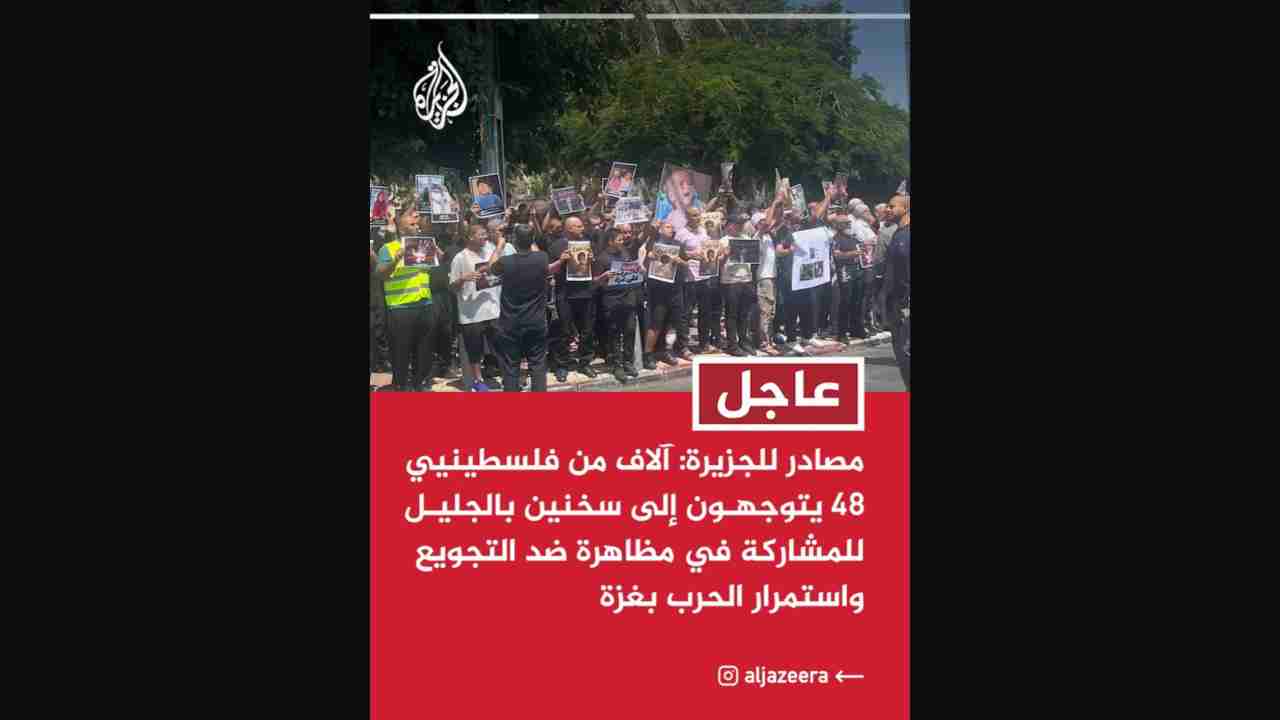 الجزيرة
عاجل
مصادر للجزيرة: آلاف من فلسطينيي
48 يتوجهون إلى سخنين بالجليل
للمشاركة في مظاهرة ضد التجويع
واستمرار الحرب بغزة
aljazeera